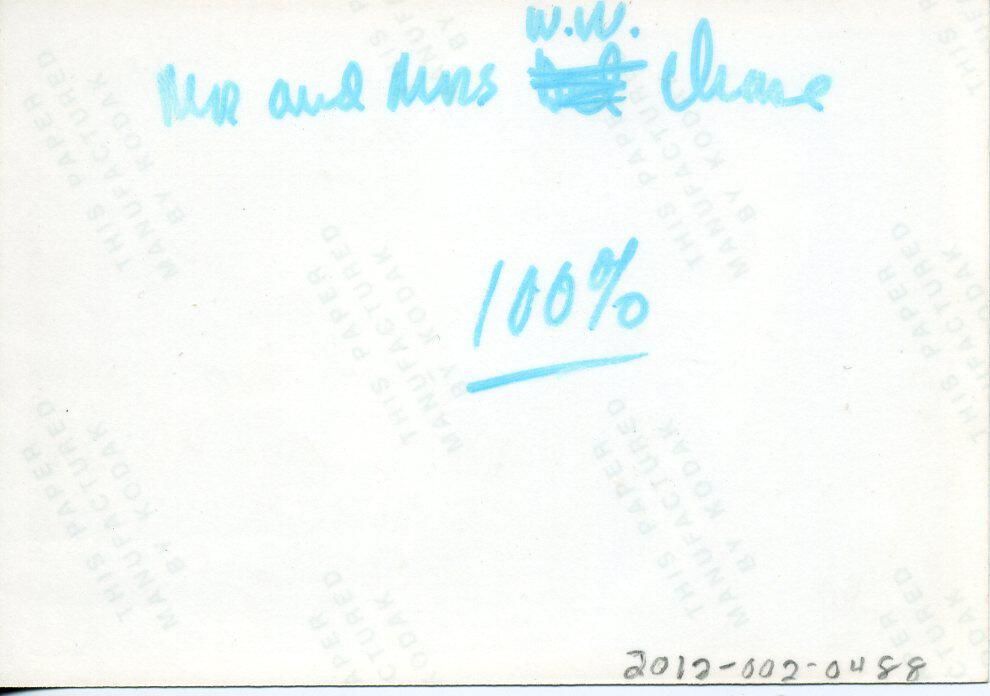 W.W.
Mr and Mrs Chase
100%
2012-002-0488
THIS PAPER
MANUFACTURED
BY KODAK